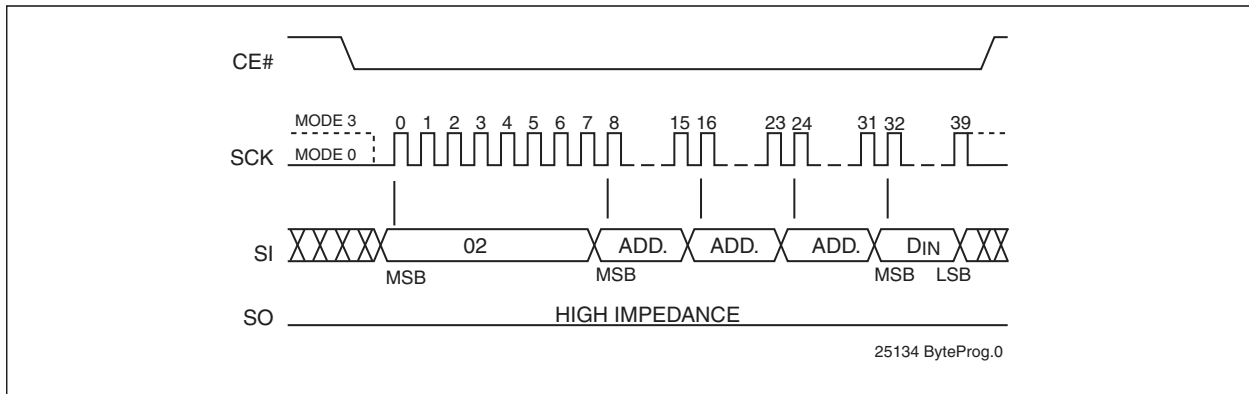 CE#
MODE 3
0 1 2 3 4 5 6 7 8 15 16 23 24 31 32 39
SCK
MODE 0
SI
02 ADD. ADD. ADD. DIN
MSB MSB MSB LSB
SO
HIGH IMPEDANCE
25134 ByteProg.0